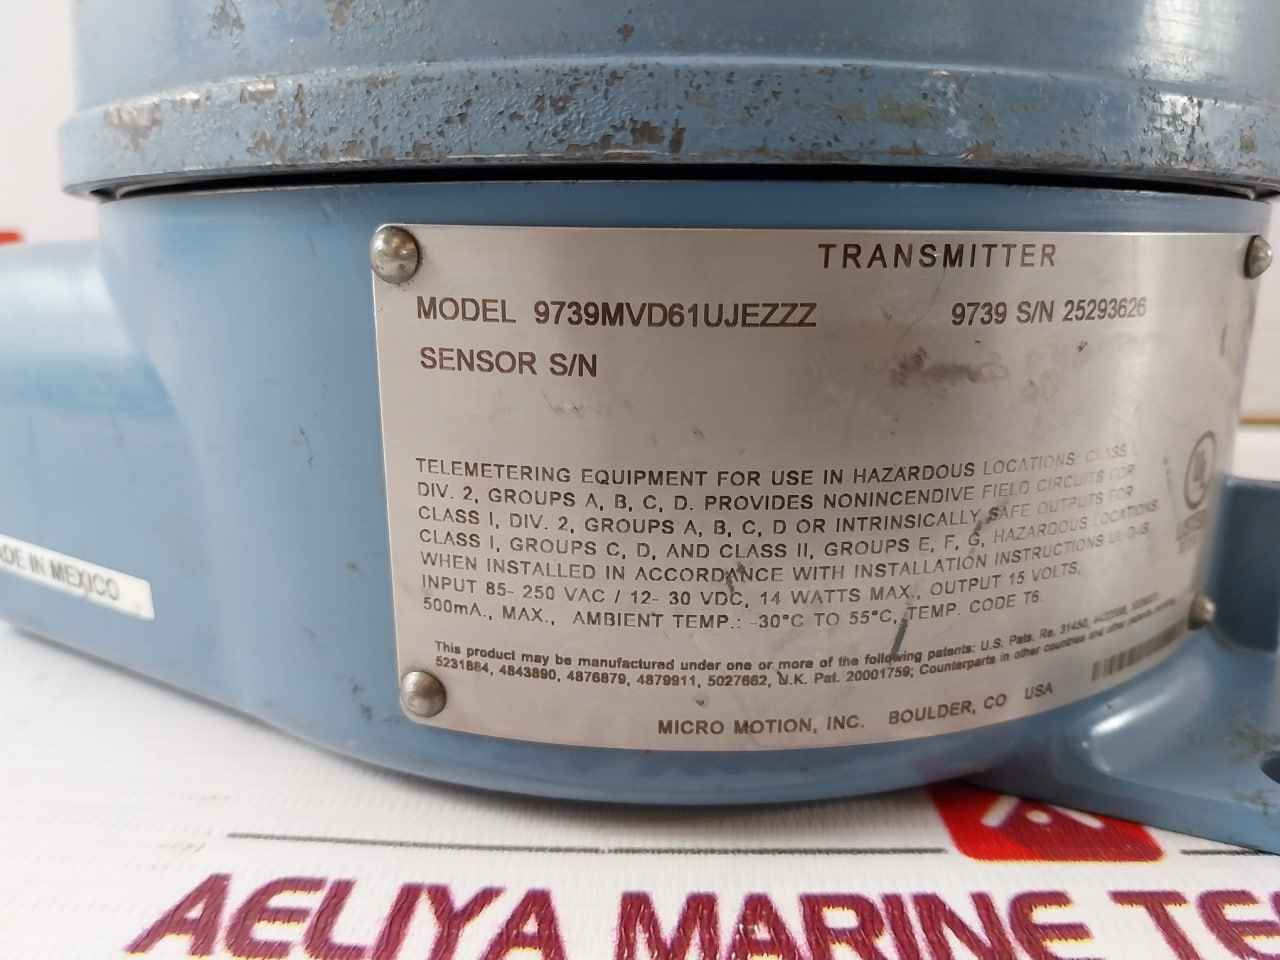 TRANSMITTER
MODEL 9739MVD61UJEZZZ 9739 S/N 25293626
SENSOR S/N
TELEMETERING EQUIPMENT FOR USE IN HAZARDOUS LOCATIONS: CLASS I,
DIV. 2, GROUPS A, B, C, D. PROVIDES NONINCENDIVE FIELD CIRCUITS FOR
CLASS I, DIV. 2, GROUPS A, B, C, D OR INTRINSICALLY SAFE OUTPUTS FOR
CLASS I, GROUPS C, D, AND CLASS II, GROUPS E, F, G, HAZARDOUS LOCATIONS
WHEN INSTALLED IN ACCORDANCE WITH INSTALLATION INSTRUCTIONS
INPUT 85- 250 VAC / 12- 30 VDC, 14 WATTS MAX., OUTPUT 15 VOLTS,
500mA., MAX., AMBIENT TEMP.: -30°C TO 55°C, TEMP. CODE T6.
This product may be manufactured under one or more of the following patents: U.S. Pats. Re. 31450,
5231884, 4843890, 4876879, 4879911, 5027662, U.K. Pat. 20001759; Counterparts in other countries and other
MICRO MOTION, INC. BOULDER, CO USA
UL
ADE IN MEXICO
AELIYA MARINE TE